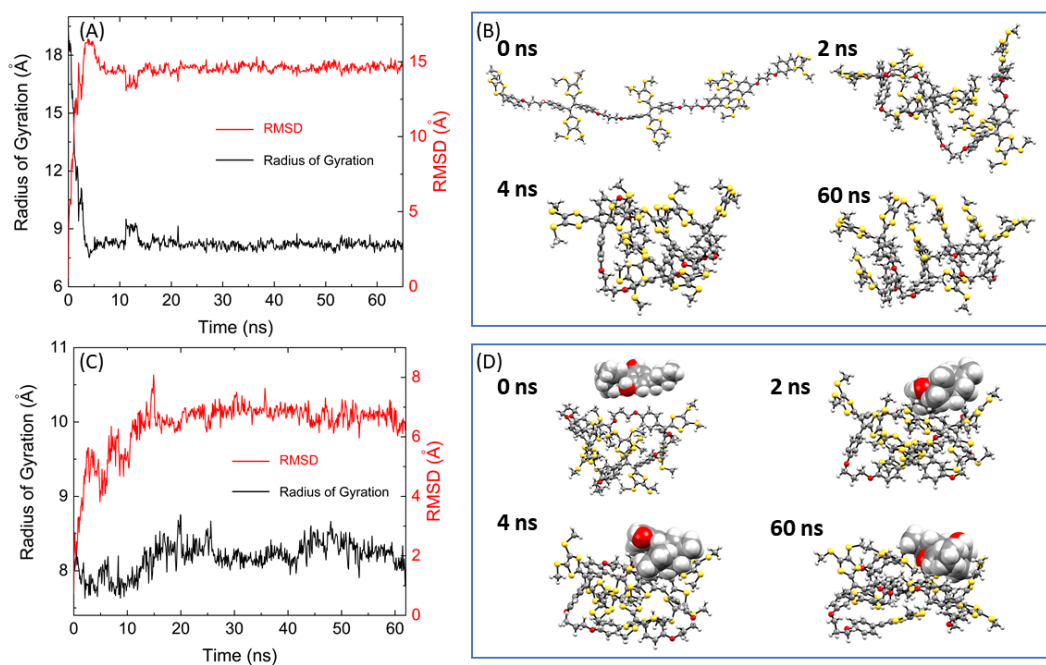 (A)
18
15
12
9
6
Radius of Gyration (Å)
15
10
5
0
RMSD (Å)
RMSD
Radius of Gyration
0 10 20 30 40 50 60
Time (ns)
(B)
0 ns
2 ns
4 ns
60 ns
(C)
11
10
9
8
Radius of Gyration (Å)
8
6
4
2
0
RMSD (Å)
RMSD
Radius of Gyration
0 10 20 30 40 50 60
Time (ns)
(D)
0 ns
2 ns
4 ns
60 ns